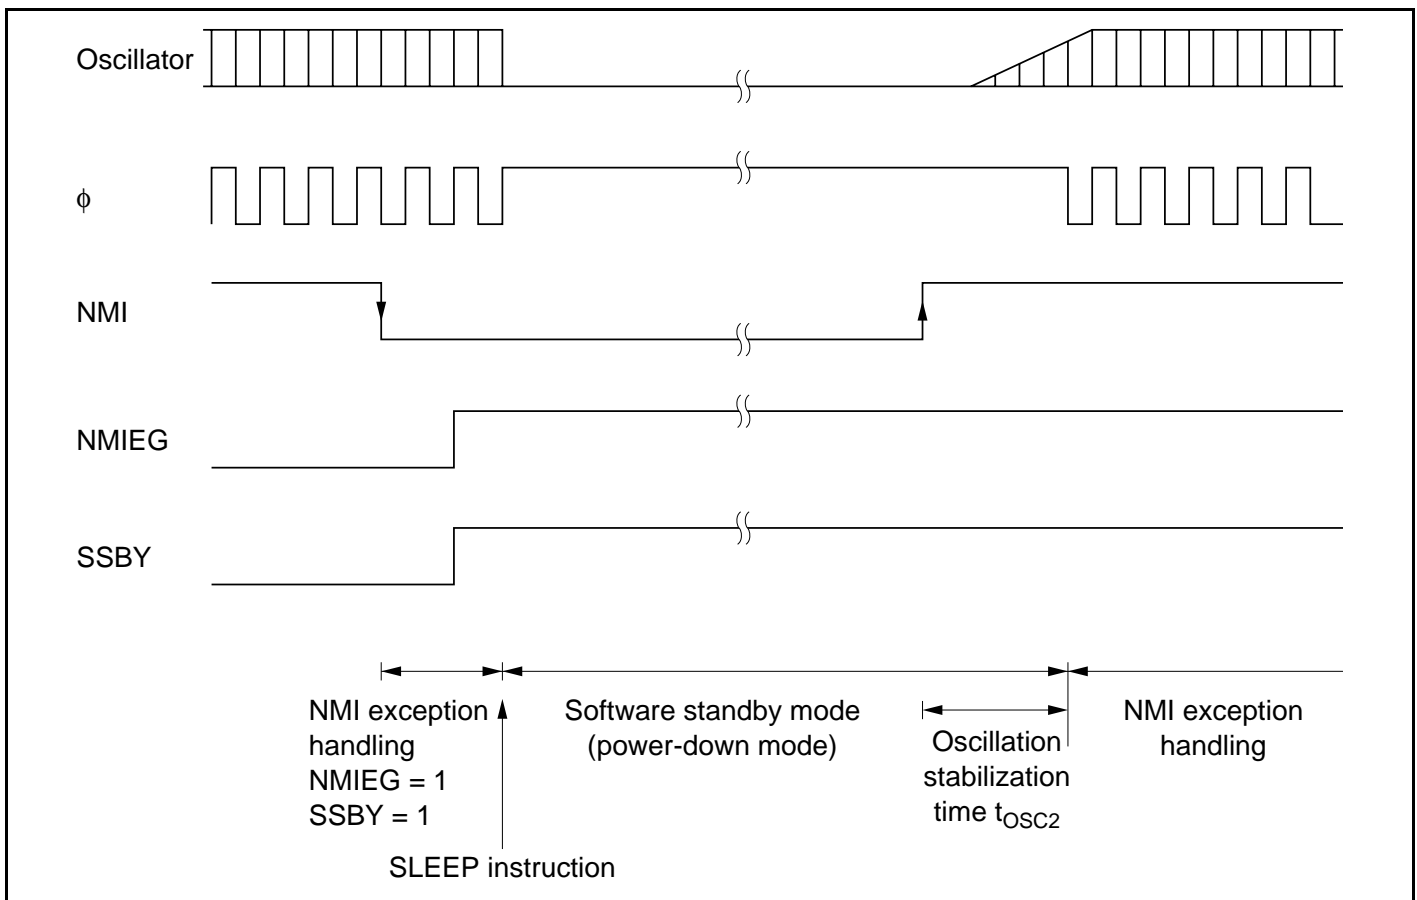 Oscillator
ϕ
NMI
NMIEG
SSBY
NMI exception
handling
NMIEG = 1
SSBY = 1
SLEEP instruction
Software standby mode
(power-down mode)
Oscillation
stabilization
time tOSC2
NMI exception
handling